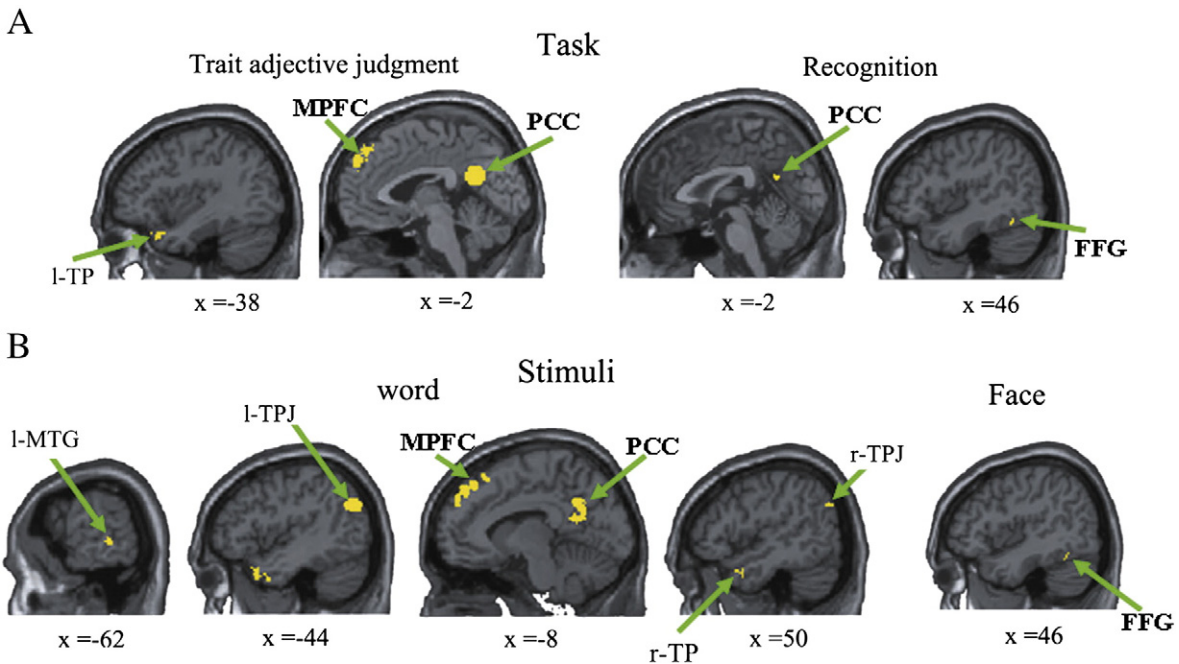 A
Task
Trait adjective judgment
Recognition
MPFC
PCC
PCC
l-TP
FFG
x =-38
x =-2
x =-2
x =46
B
Stimuli
word
Face
l-MTG
l-TPJ
MPFC
PCC
r-TPJ
r-TP
FFG
x =-62
x =-44
x =-8
x =50
x =46